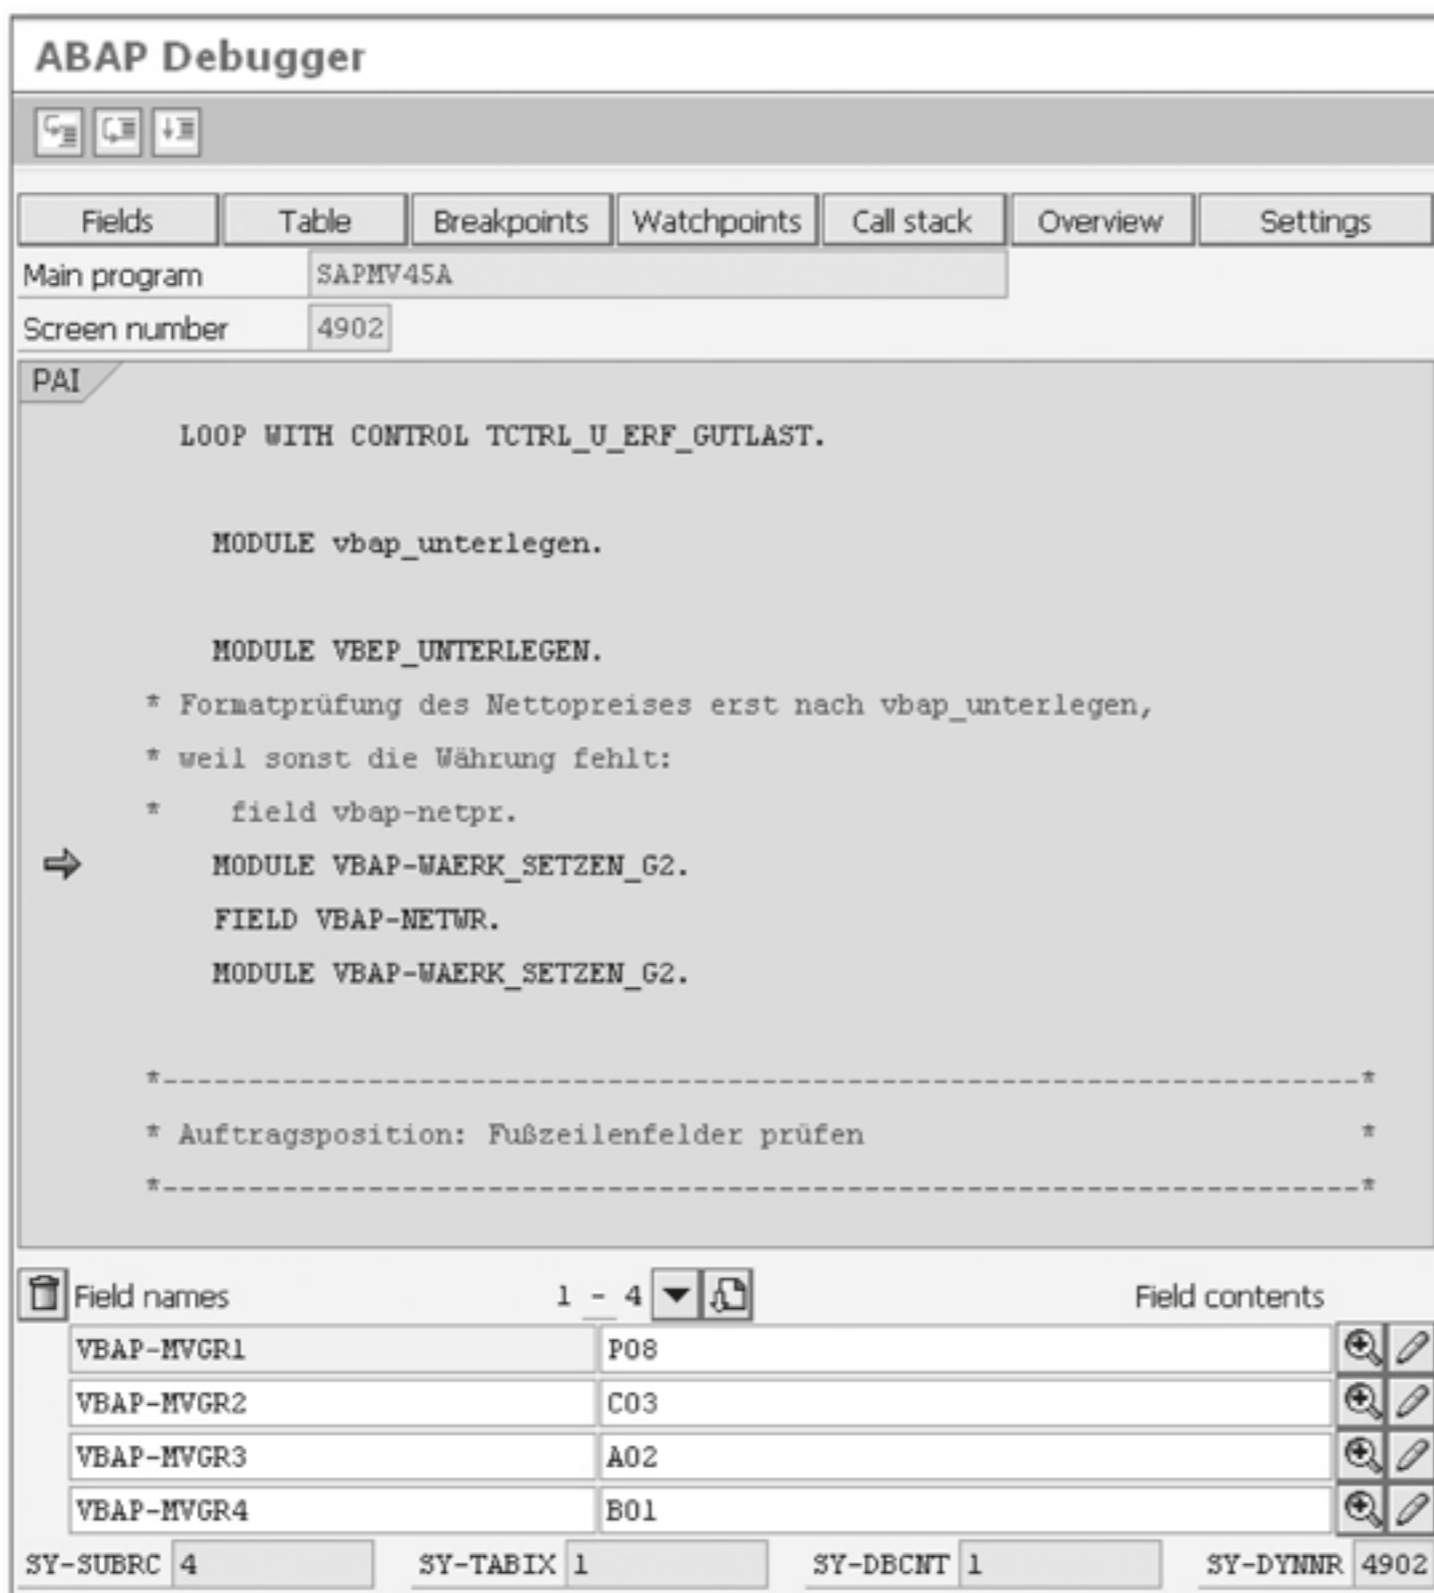 ABAP Debugger
Fields Table Breakpoints Watchpoints Call stack Overview Settings
Main program SAPMV45A
Screen number 4902
PAI
LOOP WITH CONTROL TCTRL_U_ERF_GUTLAST.
MODULE vbap_unterlegen.
MODULE VBEP_UNTERLEGEN.
* Formatprüfung des Nettopreises erst nach vbap_unterlegen,
* weil sonst die Währung fehlt:
* field vbap-netpr.
MODULE VBAP-WAERK_SETZEN_G2.
FIELD VBAP-NETWR.
MODULE VBAP-WAERK_SETZEN_G2.
*----------------------------------------------------------------------*
* Auftragsposition: Fußzeilenfelder prüfen *
*----------------------------------------------------------------------*
Field names 1 - 4 Field contents
VBAP-MVGR1 P08
VBAP-MVGR2 C03
VBAP-MVGR3 A02
VBAP-MVGR4 B01
SY-SUBRC 4 SY-TABIX 1 SY-DBCNT 1 SY-DYNNR 4902